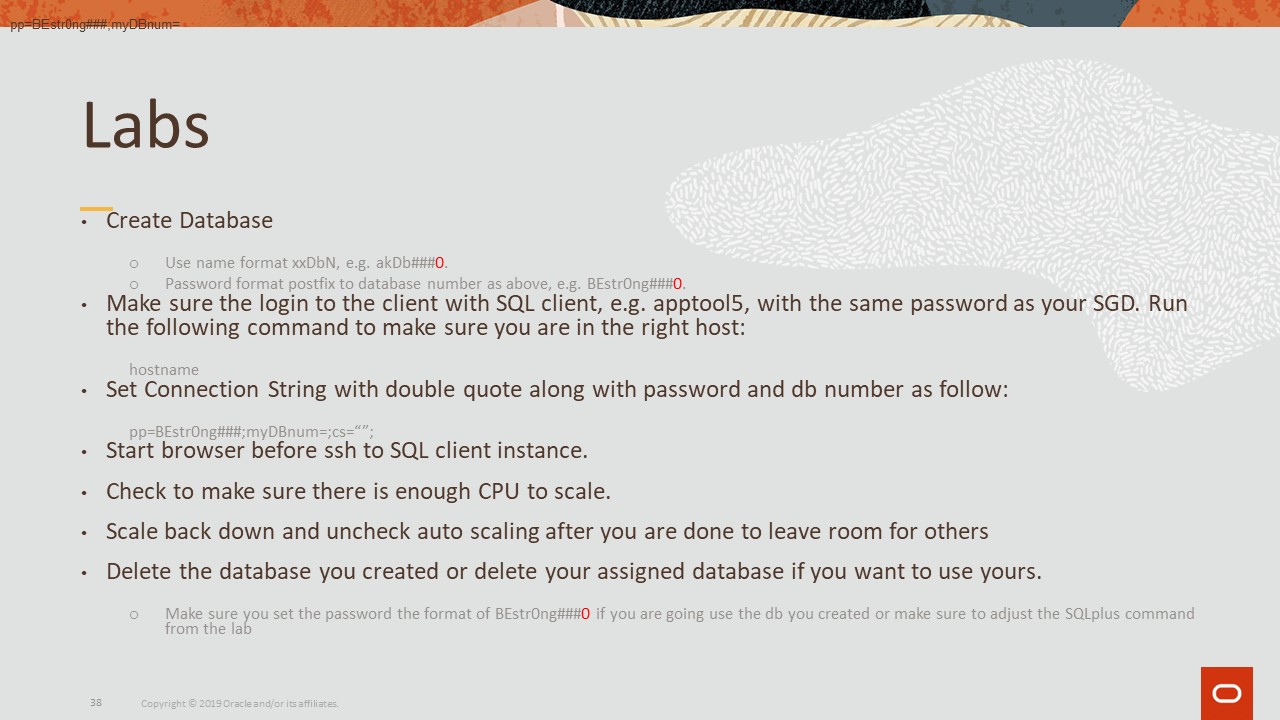 pp=BEstr0ng###,myDBnum=
Labs
• Create Database
o Use name format xxDbN, e.g. akDb###0.
o Password format postfix to database number as above, e.g. BEstr0ng###0.
• Make sure the login to the client with SQL client, e.g. apptool5, with the same password as your SGD. Run
the following command to make sure you are in the right host:
hostname
• Set Connection String with double quote along with password and db number as follow:
pp=BEstr0ng###;myDBnum=;cs=“”;
• Start browser before ssh to SQL client instance.
• Check to make sure there is enough CPU to scale.
• Scale back down and uncheck auto scaling after you are done to leave room for others
• Delete the database you created or delete your assigned database if you want to use yours.
o Make sure you set the password the format of BEstr0ng###0 if you are going use the db you created or make sure to adjust the SQLplus command
from the lab
38 Copyright © 2019 Oracle and/or its affiliates.